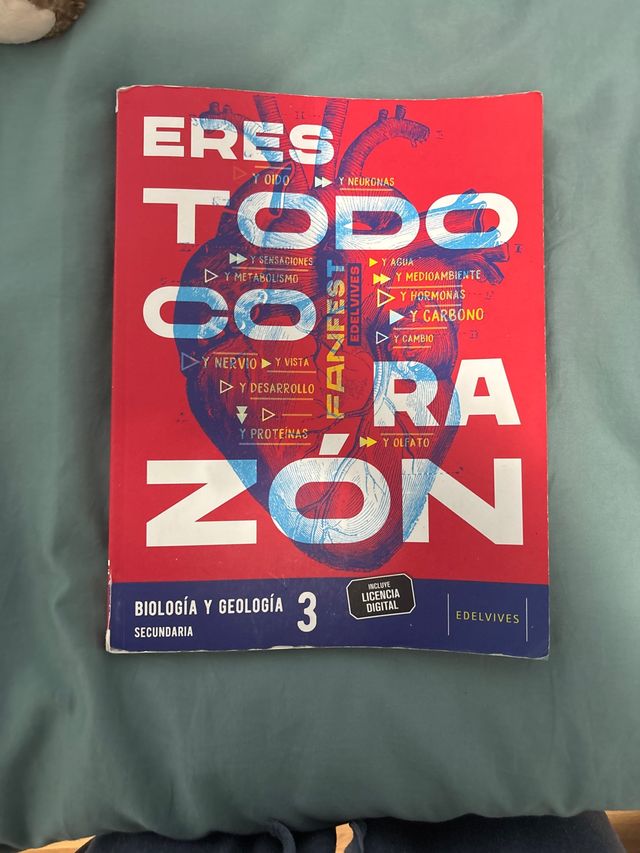 ERES
Y OIDO
Y NEURONAS
TODO
Y SENSACIONES
Y METABOLISMO
Y AGUA
Y MEDIOAMBIENTE
Y HORMONAS
Y CARBONO
Y CAMBIO
CO
FANFEST
EDELVIVES
Y NERVIO
Y VISTA
Y DESARROLLO
Y PROTEÍNAS
RA
Y OLFATO
ZÓN
BIOLOGÍA Y GEOLOGÍA
SECUNDARIA
3
INCLUYE
LICENCIA
DIGITAL
EDELVIVES